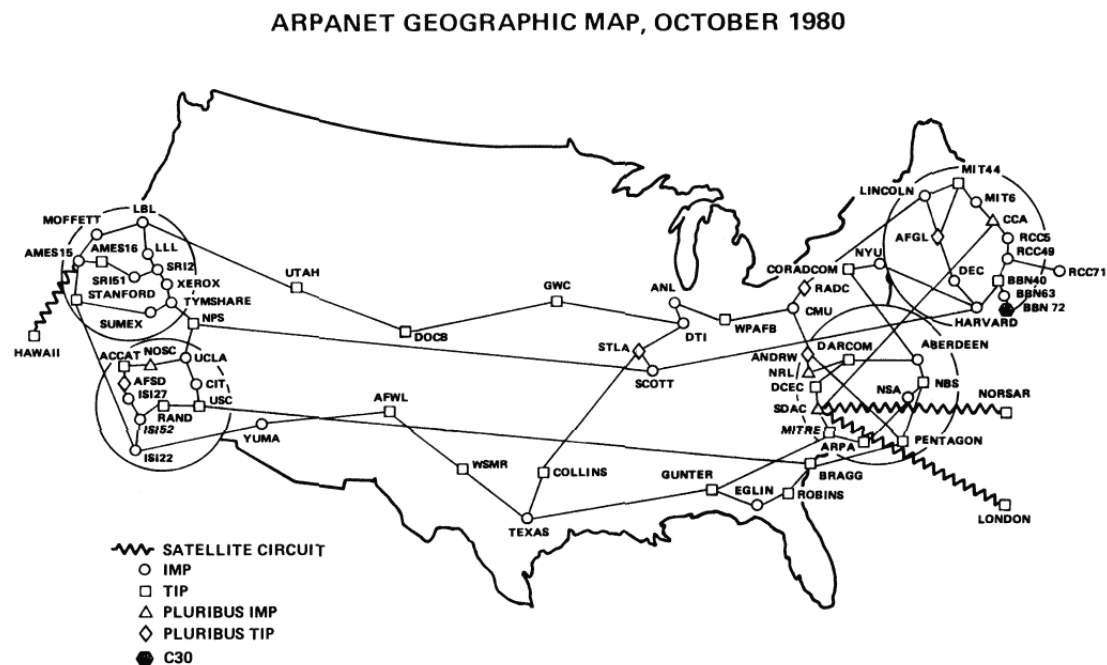 ARPANET GEOGRAPHIC MAP, OCTOBER 1980
MIT44
LINCOLN
MIT6
CCA
MOFFETT
LBL
AMES15
AMES16
LLL
SRI2
SRI51
XEROX
STANFORD
TYMSHARE
SUMEX
NPS
HAWAII
UTAH
GWC
DOCB
ANL
WPAFB
DTI
STLA
SCOTT
CORADCOM
NYU
RADC
CMU
AFGL
DEC
RCC5
RCC49
RCC71
BBN40
BBN63
BBN 72
HARVARD
ACCAT
NOSC
UCLA
AFSD
CIT
ISI27
RAND
USC
ISI52
ISI22
YUMA
AFWL
WSMR
TEXAS
COLLINS
GUNTER
EGLIN
ROBINS
BRAGG
ANDRW
DARCOM
ABERDEEN
NRL
DCEC
NSA
NBS
SDAC
NORSAR
MITRE
ARPA
PENTAGON
LONDON
SATELLITE CIRCUIT
IMP
TIP
PLURIBUS IMP
PLURIBUS TIP
C30